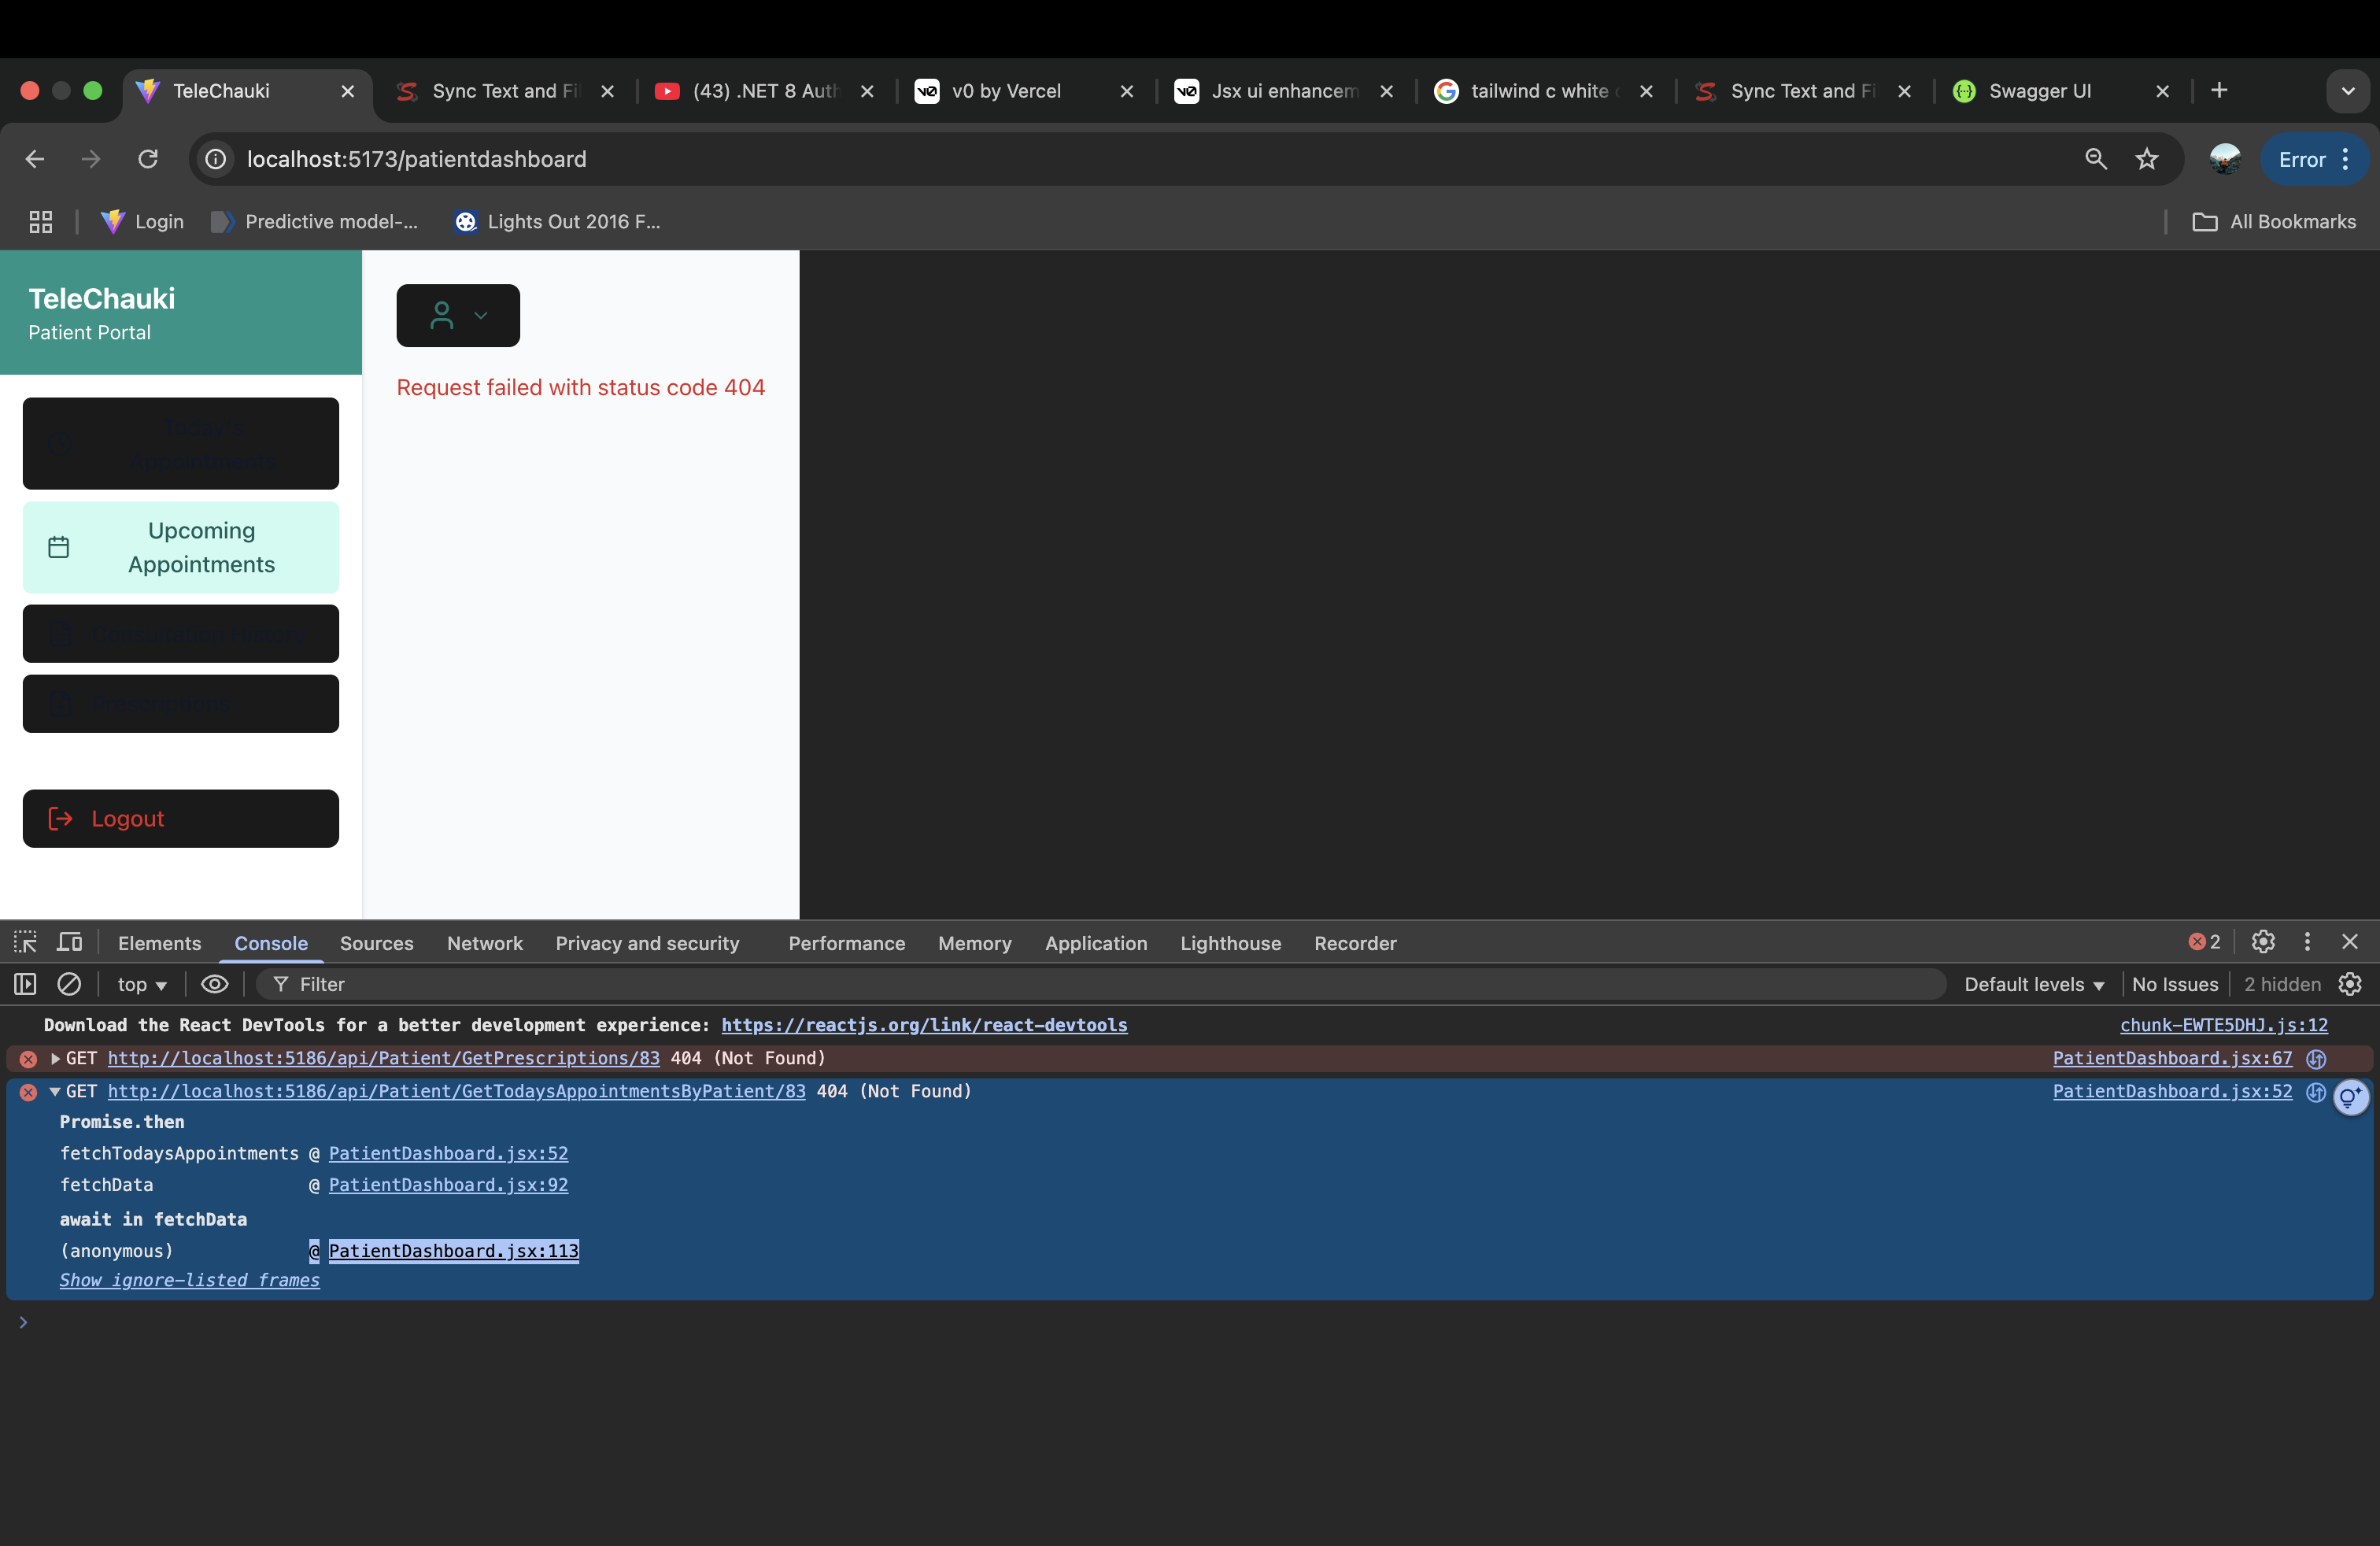 TeleChauki
Sync Text and Fil
(43) .NET 8 Auth
v0 by Vercel
Jsx ui enhancem
tailwind c white
Sync Text and Fi
Swagger UI
localhost:5173/patientdashboard
Error
Login
Predictive model-...
Lights Out 2016 F...
All Bookmarks
TeleChauki
Patient Portal
Today's
Appointments
Upcoming
Appointments
Consultation History
Prescriptions
Logout
Request failed with status code 404
Elements
Console
Sources
Network
Privacy and security
Performance
Memory
Application
Lighthouse
Recorder
2
top
Filter
Default levels
No Issues
2 hidden
Download the React DevTools for a better development experience: https://reactjs.org/link/react-devtools
chunk-EWTE5DHJ.js:12
GET http://localhost:5186/api/Patient/GetPrescriptions/83 404 (Not Found)
PatientDashboard.jsx:67
GET http://localhost:5186/api/Patient/GetTodaysAppointmentsByPatient/83 404 (Not Found)
PatientDashboard.jsx:52
Promise.then
fetchTodaysAppointments @ PatientDashboard.jsx:52
fetchData @ PatientDashboard.jsx:92
await in fetchData
(anonymous) @ PatientDashboard.jsx:113
Show ignore-listed frames